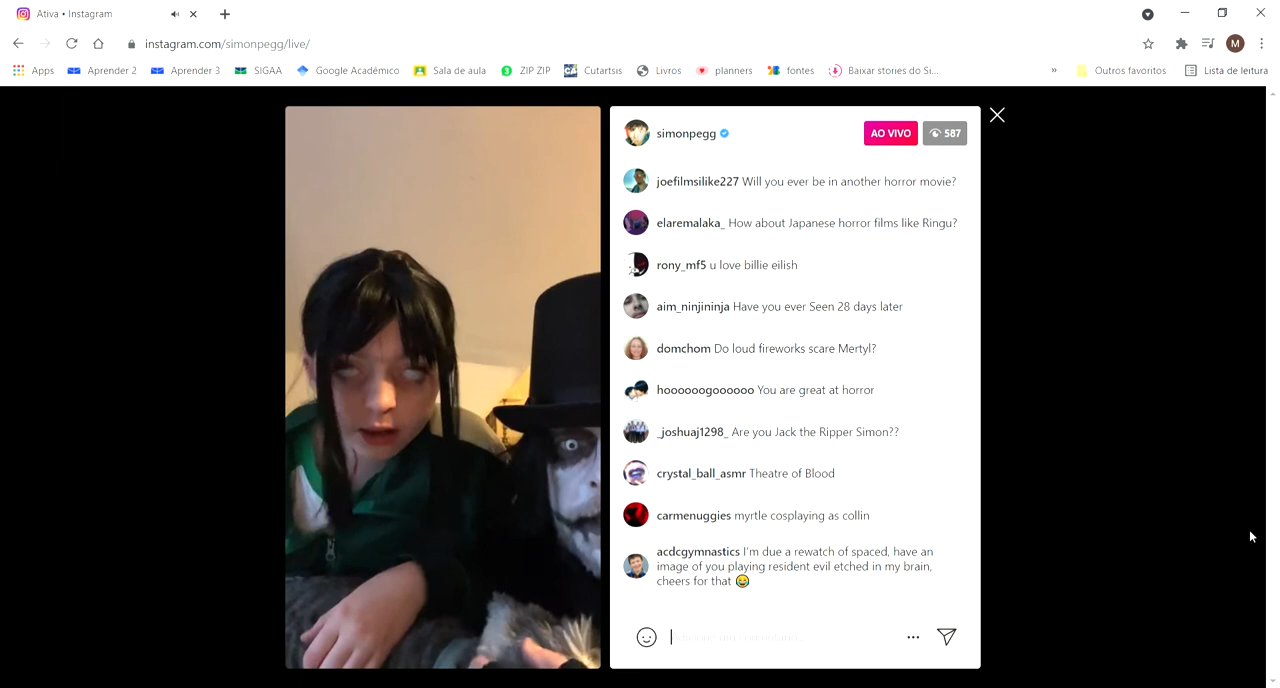 Ativa • Instagram
instagram.com/simonpegg/live/
M
Apps Aprender 2 Aprender 3 SIGAA Google Acadêmico Sala de aula ZIP ZIP Cutartsis Livros planners fontes Baixar stories do Si... » Outros favoritos Lista de leitura
simonpegg AO VIVO 587
joefilmsilike227 Will you ever be in another horror movie?
elaremalaka_ How about Japanese horror films like Ringu?
rony_mf5 u love billie eilish
aim_ninjininja Have you ever Seen 28 days later
domchom Do loud fireworks scare Mertyl?
hoooooogoooooo You are great at horror
_joshuaj1298_ Are you Jack the Ripper Simon??
crystal_ball_asmr Theatre of Blood
carmenuggies myrtle cosplaying as collin
acdcgymnastics I'm due a rewatch of spaced, have an
image of you playing resident evil etched in my brain,
cheers for that 😂